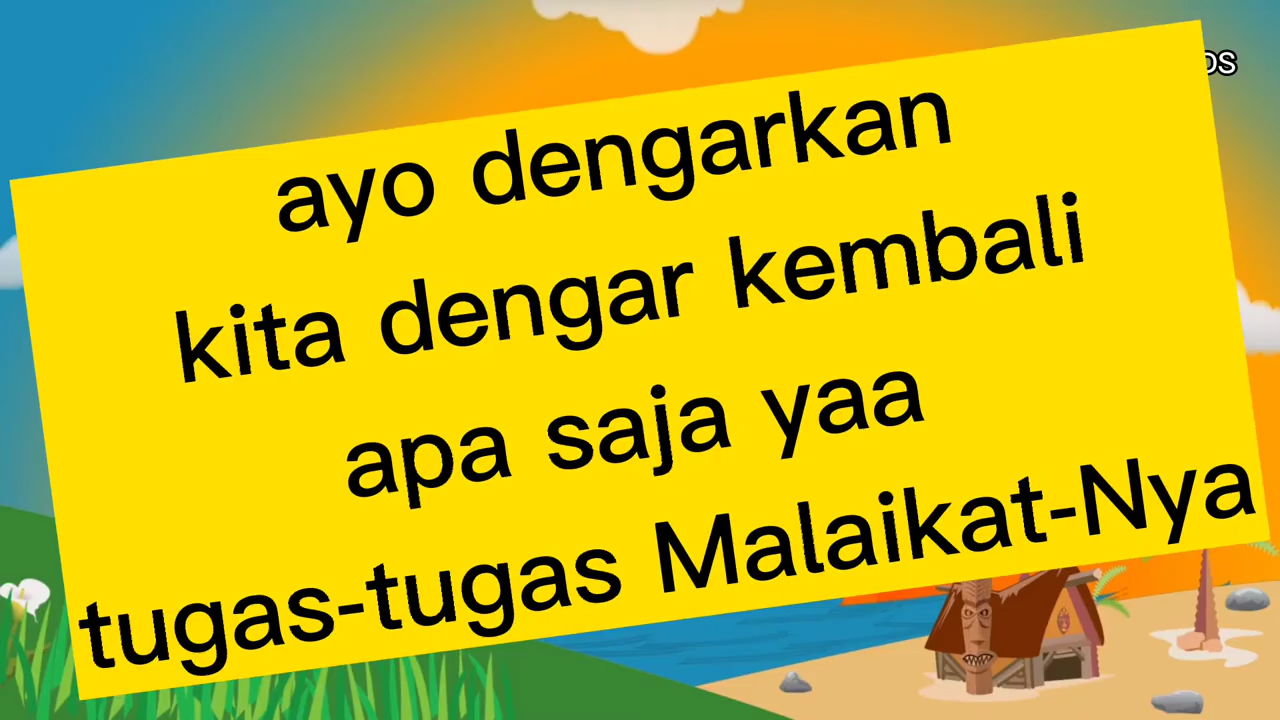 ayo dengarkan
kita dengar kembali
apa saja yaa
tugas-tugas Malaikat-Nya